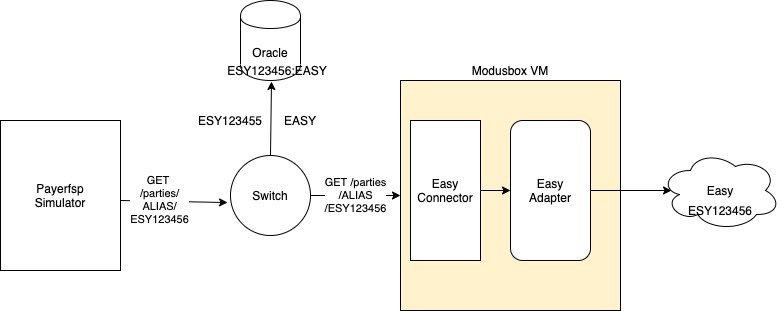 Oracle
ESY123456:EASY
Modusbox VM
ESY123455
EASY
Payerfsp
Simulator
GET
/parties/
ALIAS/
ESY123456
Switch
GET /parties
/ALIAS
/ESY123456
Easy
Connector
Easy
Adapter
Easy
ESY123456